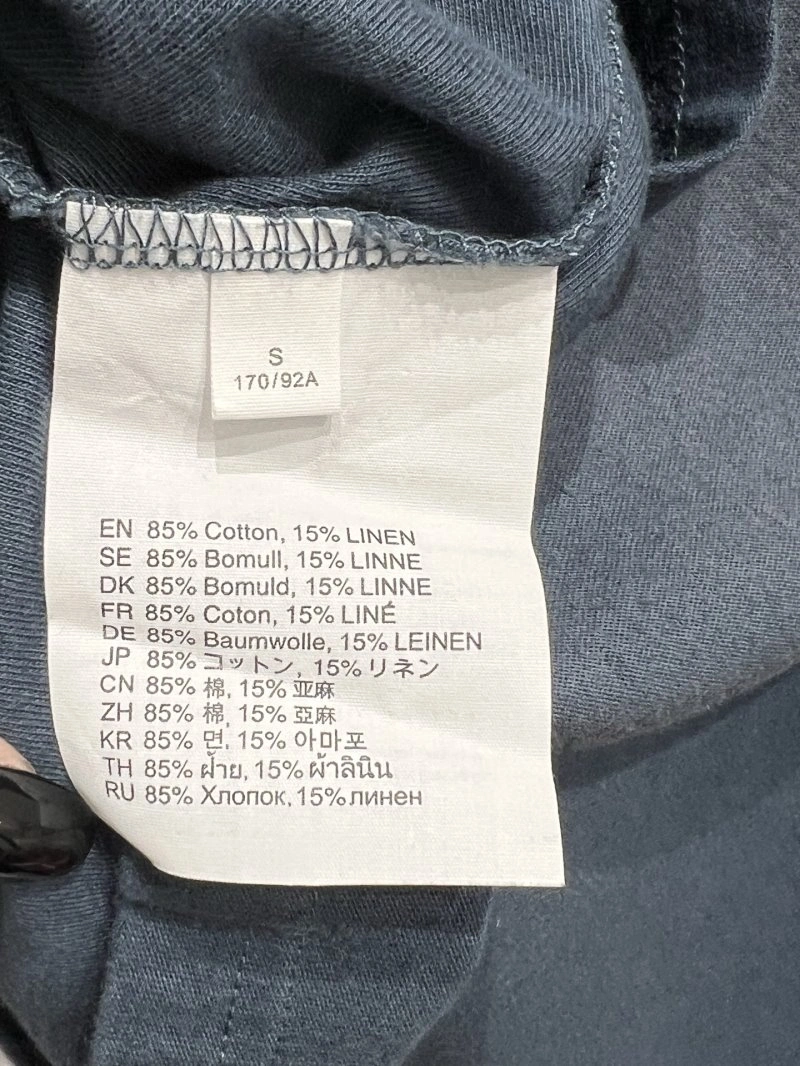 S
170/92A
EN 85% Cotton, 15% LINEN
SE 85% Bomull, 15% LINNE
DK 85% Bomuld, 15% LINNE
FR 85% Coton, 15% LINÉ
DE 85% Baumwolle, 15% LEINEN
JP 85% コットン, 15% リネン
CN 85% 棉, 15% 亚麻
ZH 85% 棉, 15% 亞麻
KR 85% 면, 15% 아마포
TH 85% ฝ้าย, 15% ผ้าลินิน
RU 85% Хлопок, 15% линен